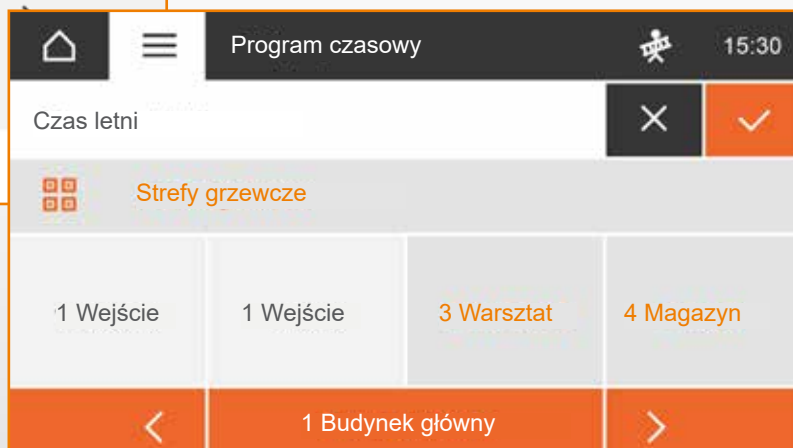 Program czasowy 15:30
Czas letni
Strefy grzewcze
1 Wejście 1 Wejście 3 Warsztat 4 Magazyn
1 Budynek główny